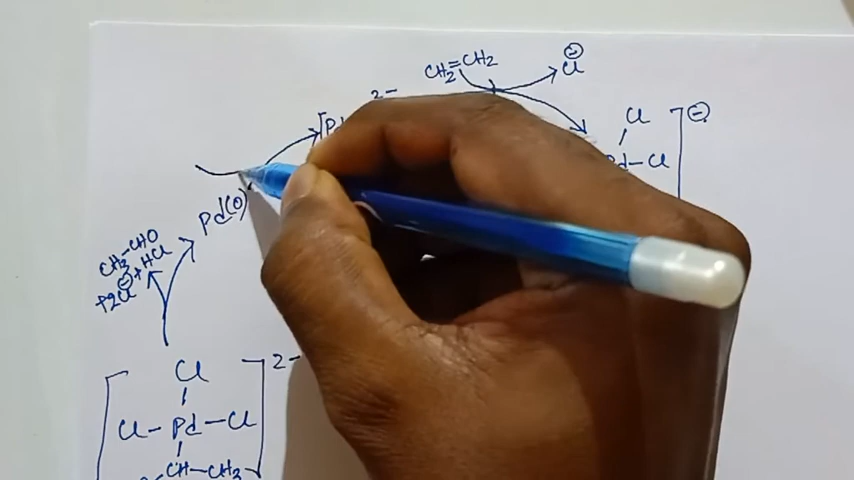 CH2=CH2
Cl⊖
2−
[Pd
Cl
⊖
Pd-Cl
Pd(0)
CH3-CHO
+2Cl⊖+HCl
Cl
2−
Cl-Pd-Cl
CH-CH3